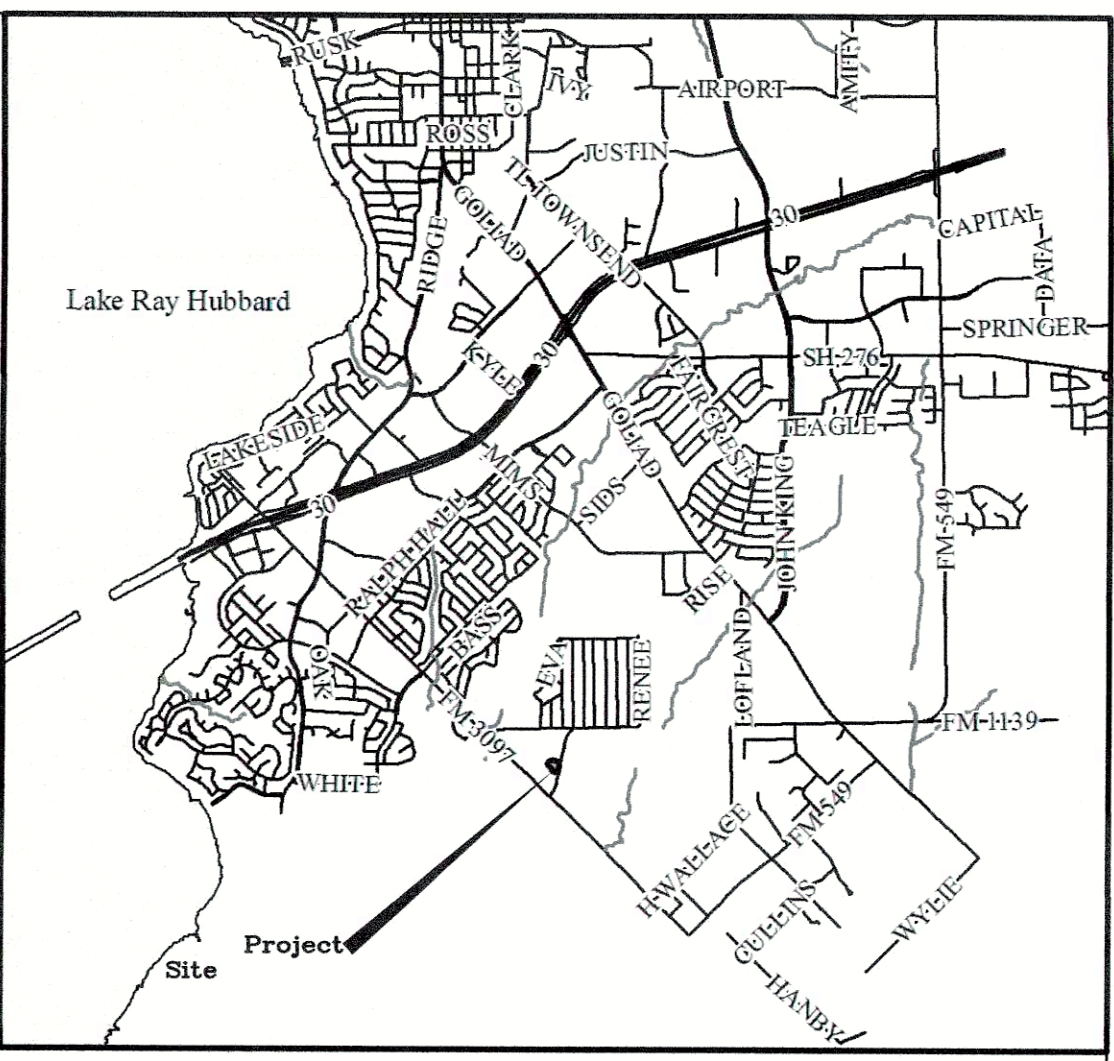 RUSK
CLARK
IVY
AIRPORT
AMITY
ROSS
JUSTIN
TL TOWNSEND
GOLIAD
RIDGE
30
CAPITAL
DATA
Lake Ray Hubbard
SPRINGER
KYLE
30
SH-276
FAIRCREST
GOLIAD
TEAGLE
LAKESIDE
MIMS
SIDS
JOHN KING
FM-549
30
RALPH HALL
RISE
BASS
LOFLAND
OAK
EVA
RENEE
FM-3097
FM-1139
WHITE
FM-549
H WALLACE
CULLINS
WYLIE
Project
Site
HANBY